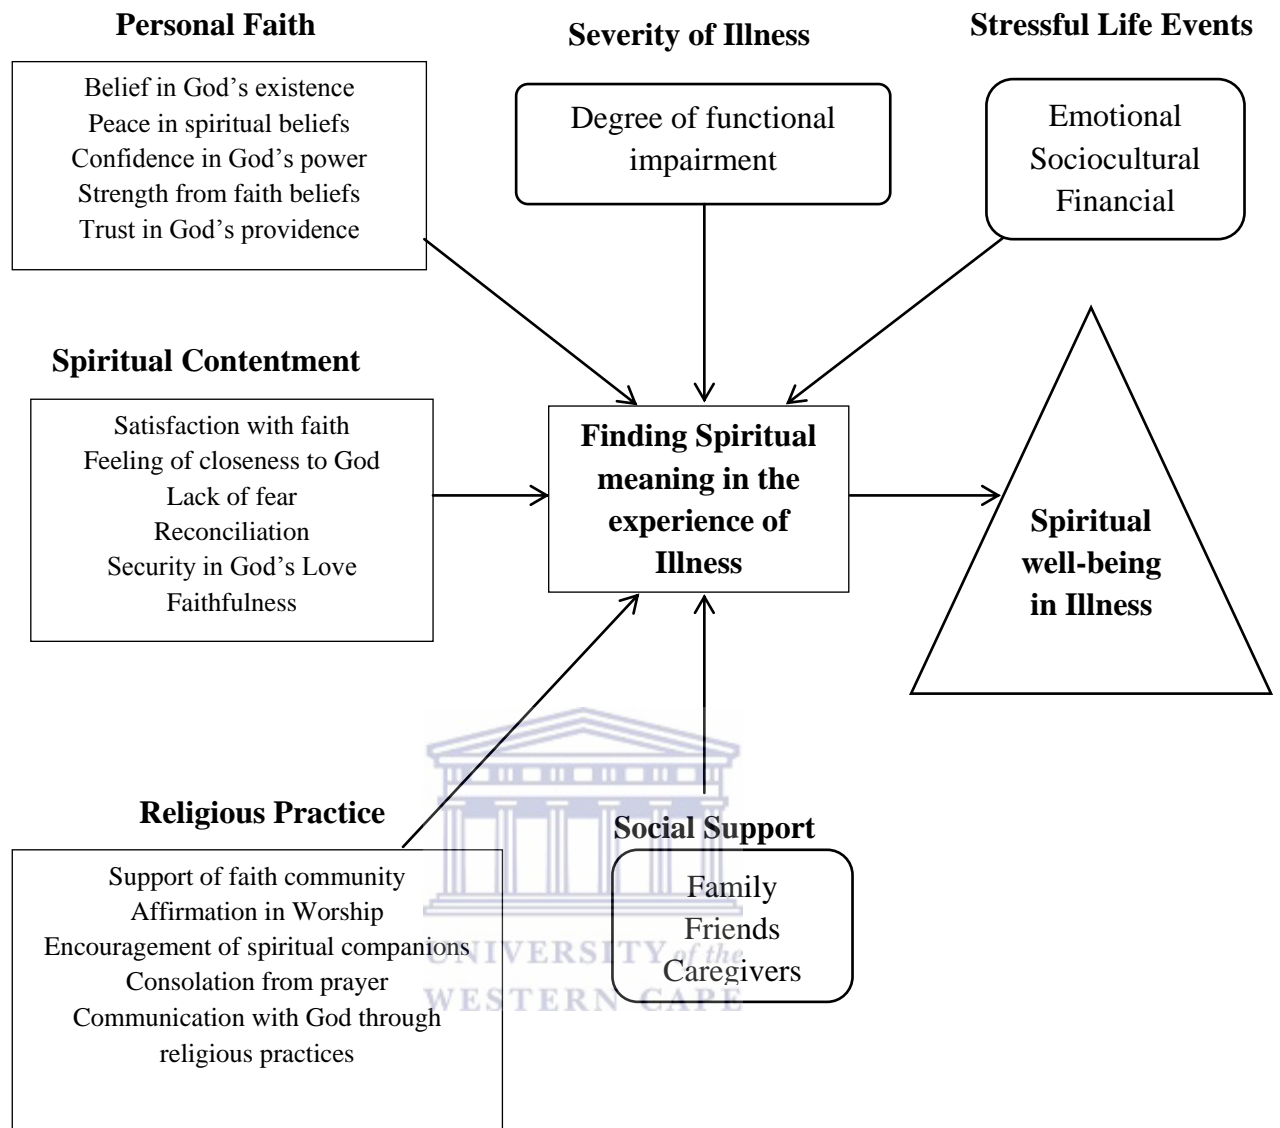 Personal Faith
Belief in God's existence
Peace in spiritual beliefs
Confidence in God's power
Strength from faith beliefs
Trust in God's providence
Severity of Illness
Degree of functional
impairment
Stressful Life Events
Emotional
Sociocultural
Financial
Spiritual Contentment
Satisfaction with faith
Feeling of closeness to God
Lack of fear
Reconciliation
Security in God's Love
Faithfulness
Finding Spiritual
meaning in the
experience of
Illness
Spiritual
well-being
in Illness
Religious Practice
Support of faith community
Affirmation in Worship
Encouragement of spiritual companions
Consolation from prayer
Communication with God through
religious practices
Social Support
Family
Friends
Caregivers
UNIVERSITY of the
WESTERN CAPE